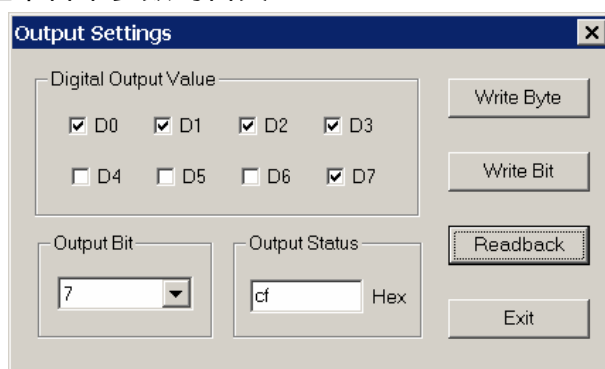 Output Settings
Digital Output Value
D0 D1 D2 D3
D4 D5 D6 D7
Write Byte
Write Bit
Output Bit
7
Output Status
cf Hex
Readback
Exit